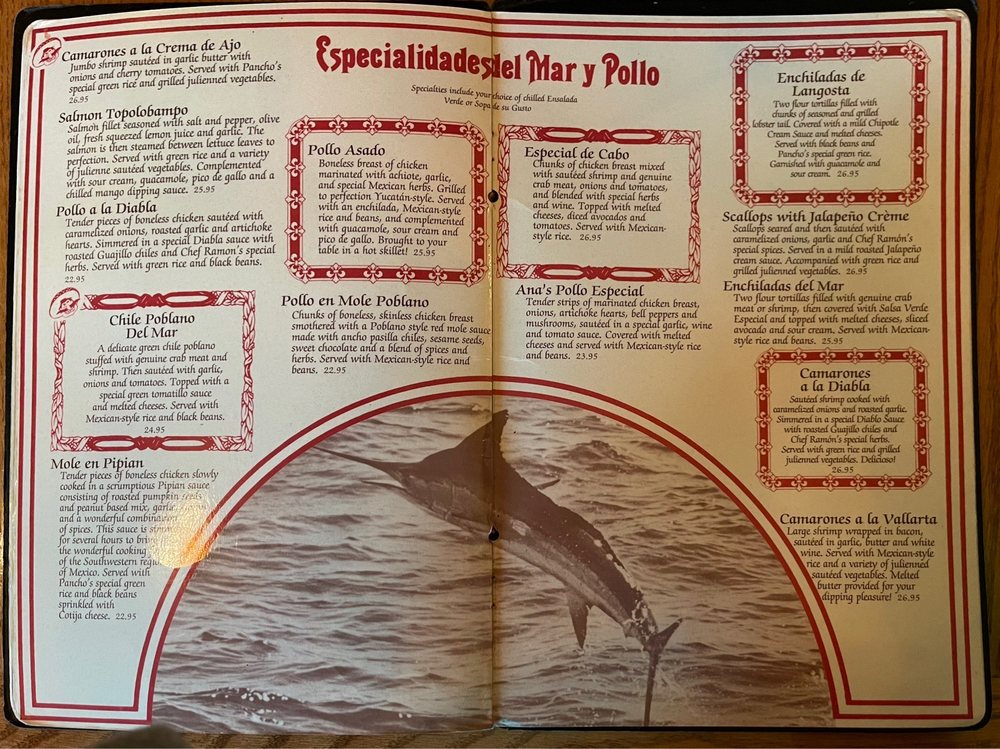 Especialidades del Mar y Pollo
Specialties include your choice of chilled Ensalada
Verde or Sopa de su Gusto
Camarones a la Crema de Ajo
Jumbo shrimp sautéed in garlic butter with
onions and cherry tomatoes. Served with Pancho's
special green rice and grilled julienned vegetables.
26.95
Salmon Topolobampo
Salmon fillet seasoned with salt and pepper, olive
oil, fresh squeezed lemon juice and garlic. The
salmon is then steamed between lettuce leaves to
perfection. Served with green rice and a variety
of julienne sautéed vegetables. Complemented
with sour cream, guacamole, pico de gallo and a
chilled mango dipping sauce. 25.95
Pollo a la Diabla
Tender pieces of boneless chicken sautéed with
caramelized onions, roasted garlic and artichoke
hearts. Simmered in a special Diabla sauce with
roasted Guajillo chiles and Chef Ramon's special
herbs. Served with green rice and black beans.
22.95
Chile Poblano
Del Mar
A delicate green chile poblano
stuffed with genuine crab meat and
shrimp. Then sautéed with garlic,
onions and tomatoes. Topped with a
special green tomatillo sauce
and melted cheeses. Served with
Mexican-style rice and black beans.
24.95
Mole en Pipian
Tender pieces of boneless chicken slowly
cooked in a scrumptious Pipian sauce
consisting of roasted pumpkin seeds
and peanut based mix, garlic
and a wonderful
of spices. This sauce is
for several hours to
the wonderful cooking
of the Southwestern
of Mexico. Served with
Pancho's special green
rice and black beans
sprinkled with
Cotija cheese. 22.95
Pollo Asado
Boneless breast of chicken
marinated with achiote, garlic,
and special Mexican herbs. Grilled
to perfection Yucatán-style. Served
with an enchilada, Mexican-style
rice and beans, and complemented
with guacamole, sour cream and
pico de gallo. Brought to your
table in a hot skillet! 25.95
Pollo en Mole Poblano
Chunks of boneless, skinless chicken breast
smothered with a Poblano style red mole sauce
made with ancho pasilla chiles, sesame seeds,
sweet chocolate and a blend of spices and
herbs. Served with Mexican-style rice and
beans. 22.95
Especial de Cabo
Chunks of chicken breast mixed
with sautéed shrimp and genuine
crab meat, onions and tomatoes,
and blended with special herbs
and wine. Topped with melted
cheeses, diced avocados and
tomatoes. Served with Mexican-
style rice. 26.95
Ana's Pollo Especial
Tender strips of marinated chicken breast,
onions, artichoke hearts, bell peppers and
mushrooms, sautéed in a special garlic, wine
and tomato sauce. Covered with melted
cheeses and served with Mexican-style rice
and beans. 23.95
Enchiladas de
Langosta
Two flour tortillas filled with
chunks of seasoned and grilled
lobster tail. Covered with a mild Chipotle
Cream Sauce and melted cheeses.
Served with black beans and
Pancho's special green rice.
Garnished with guacamole and
sour cream. 26.95
Scallops with Jalapeño Crème
Scallops seared and then sautéed with
caramelized onions, garlic and Chef Ramón's
special spices. Served in a mild roasted Jalapeño
cream sauce. Accompanied with green rice and
grilled julienned vegetables. 26.95
Enchiladas del Mar
Two flour tortillas filled with genuine crab
meat or shrimp, then covered with Salsa Verde
Especial and topped with melted cheeses, sliced
avocado and sour cream. Served with Mexican-
style rice and beans. 25.95
Camarones
a la Diabla
Sautéed shrimp cooked with
caramelized onions and roasted garlic.
Simmered in a special Diablo Sauce
with roasted Guajillo chiles and
Chef Ramón's special herbs.
Served with green rice and grilled
julienned vegetables. Delicioso!
26.95
Camarones a la Vallarta
Large shrimp wrapped in bacon,
sautéed in garlic, butter and white
wine. Served with Mexican-style
rice and a variety of julienned
sautéed vegetables. Melted
butter provided for your
dipping pleasure! 26.95